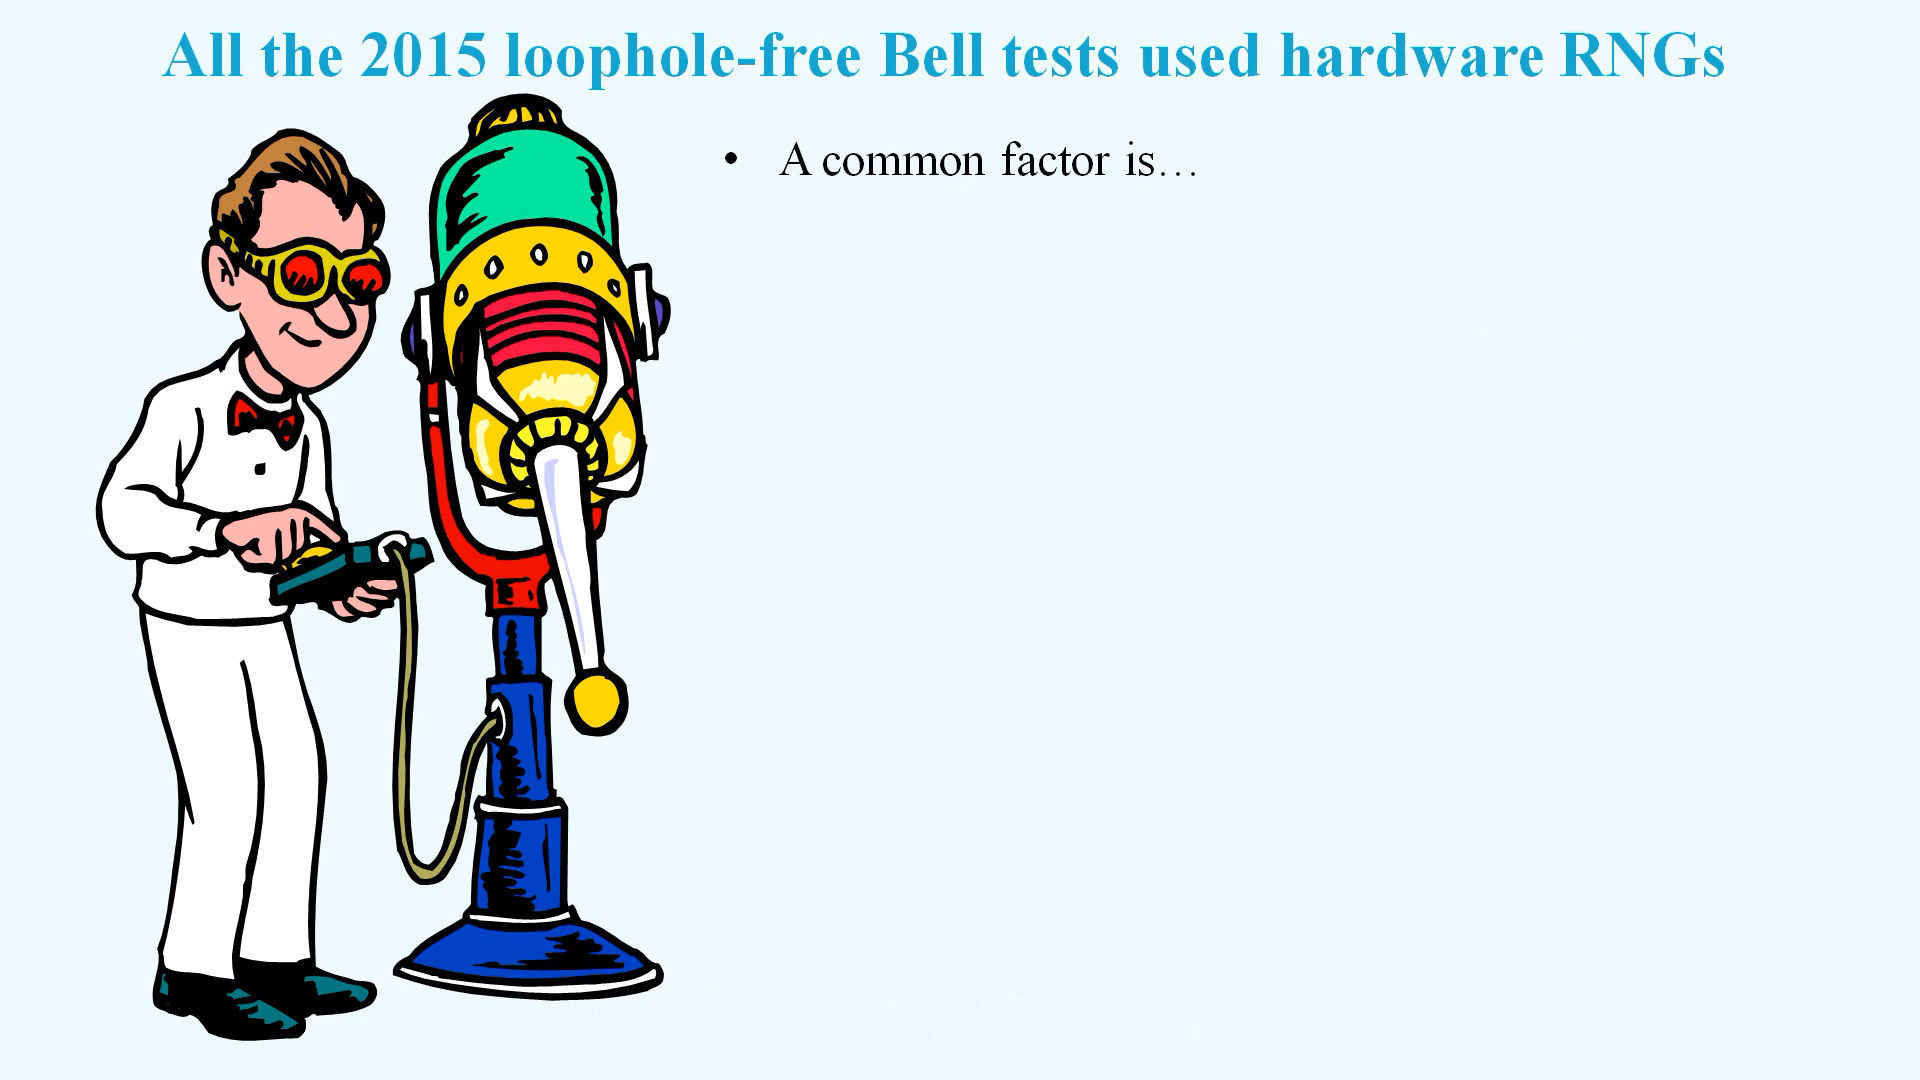 All the 2015 loophole-free Bell tests used hardware RNGs
• A common factor is…